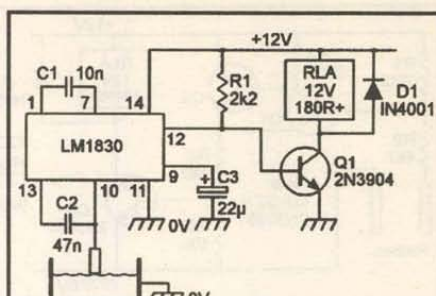 +12V
C1 10n
1 7 14
R1
2k2
RLA
12V
180R+
D1
IN4001
12
LM1830
9
Q1
2N3904
13 10 11
+ C3
22µ
C2
47n
0V
0V